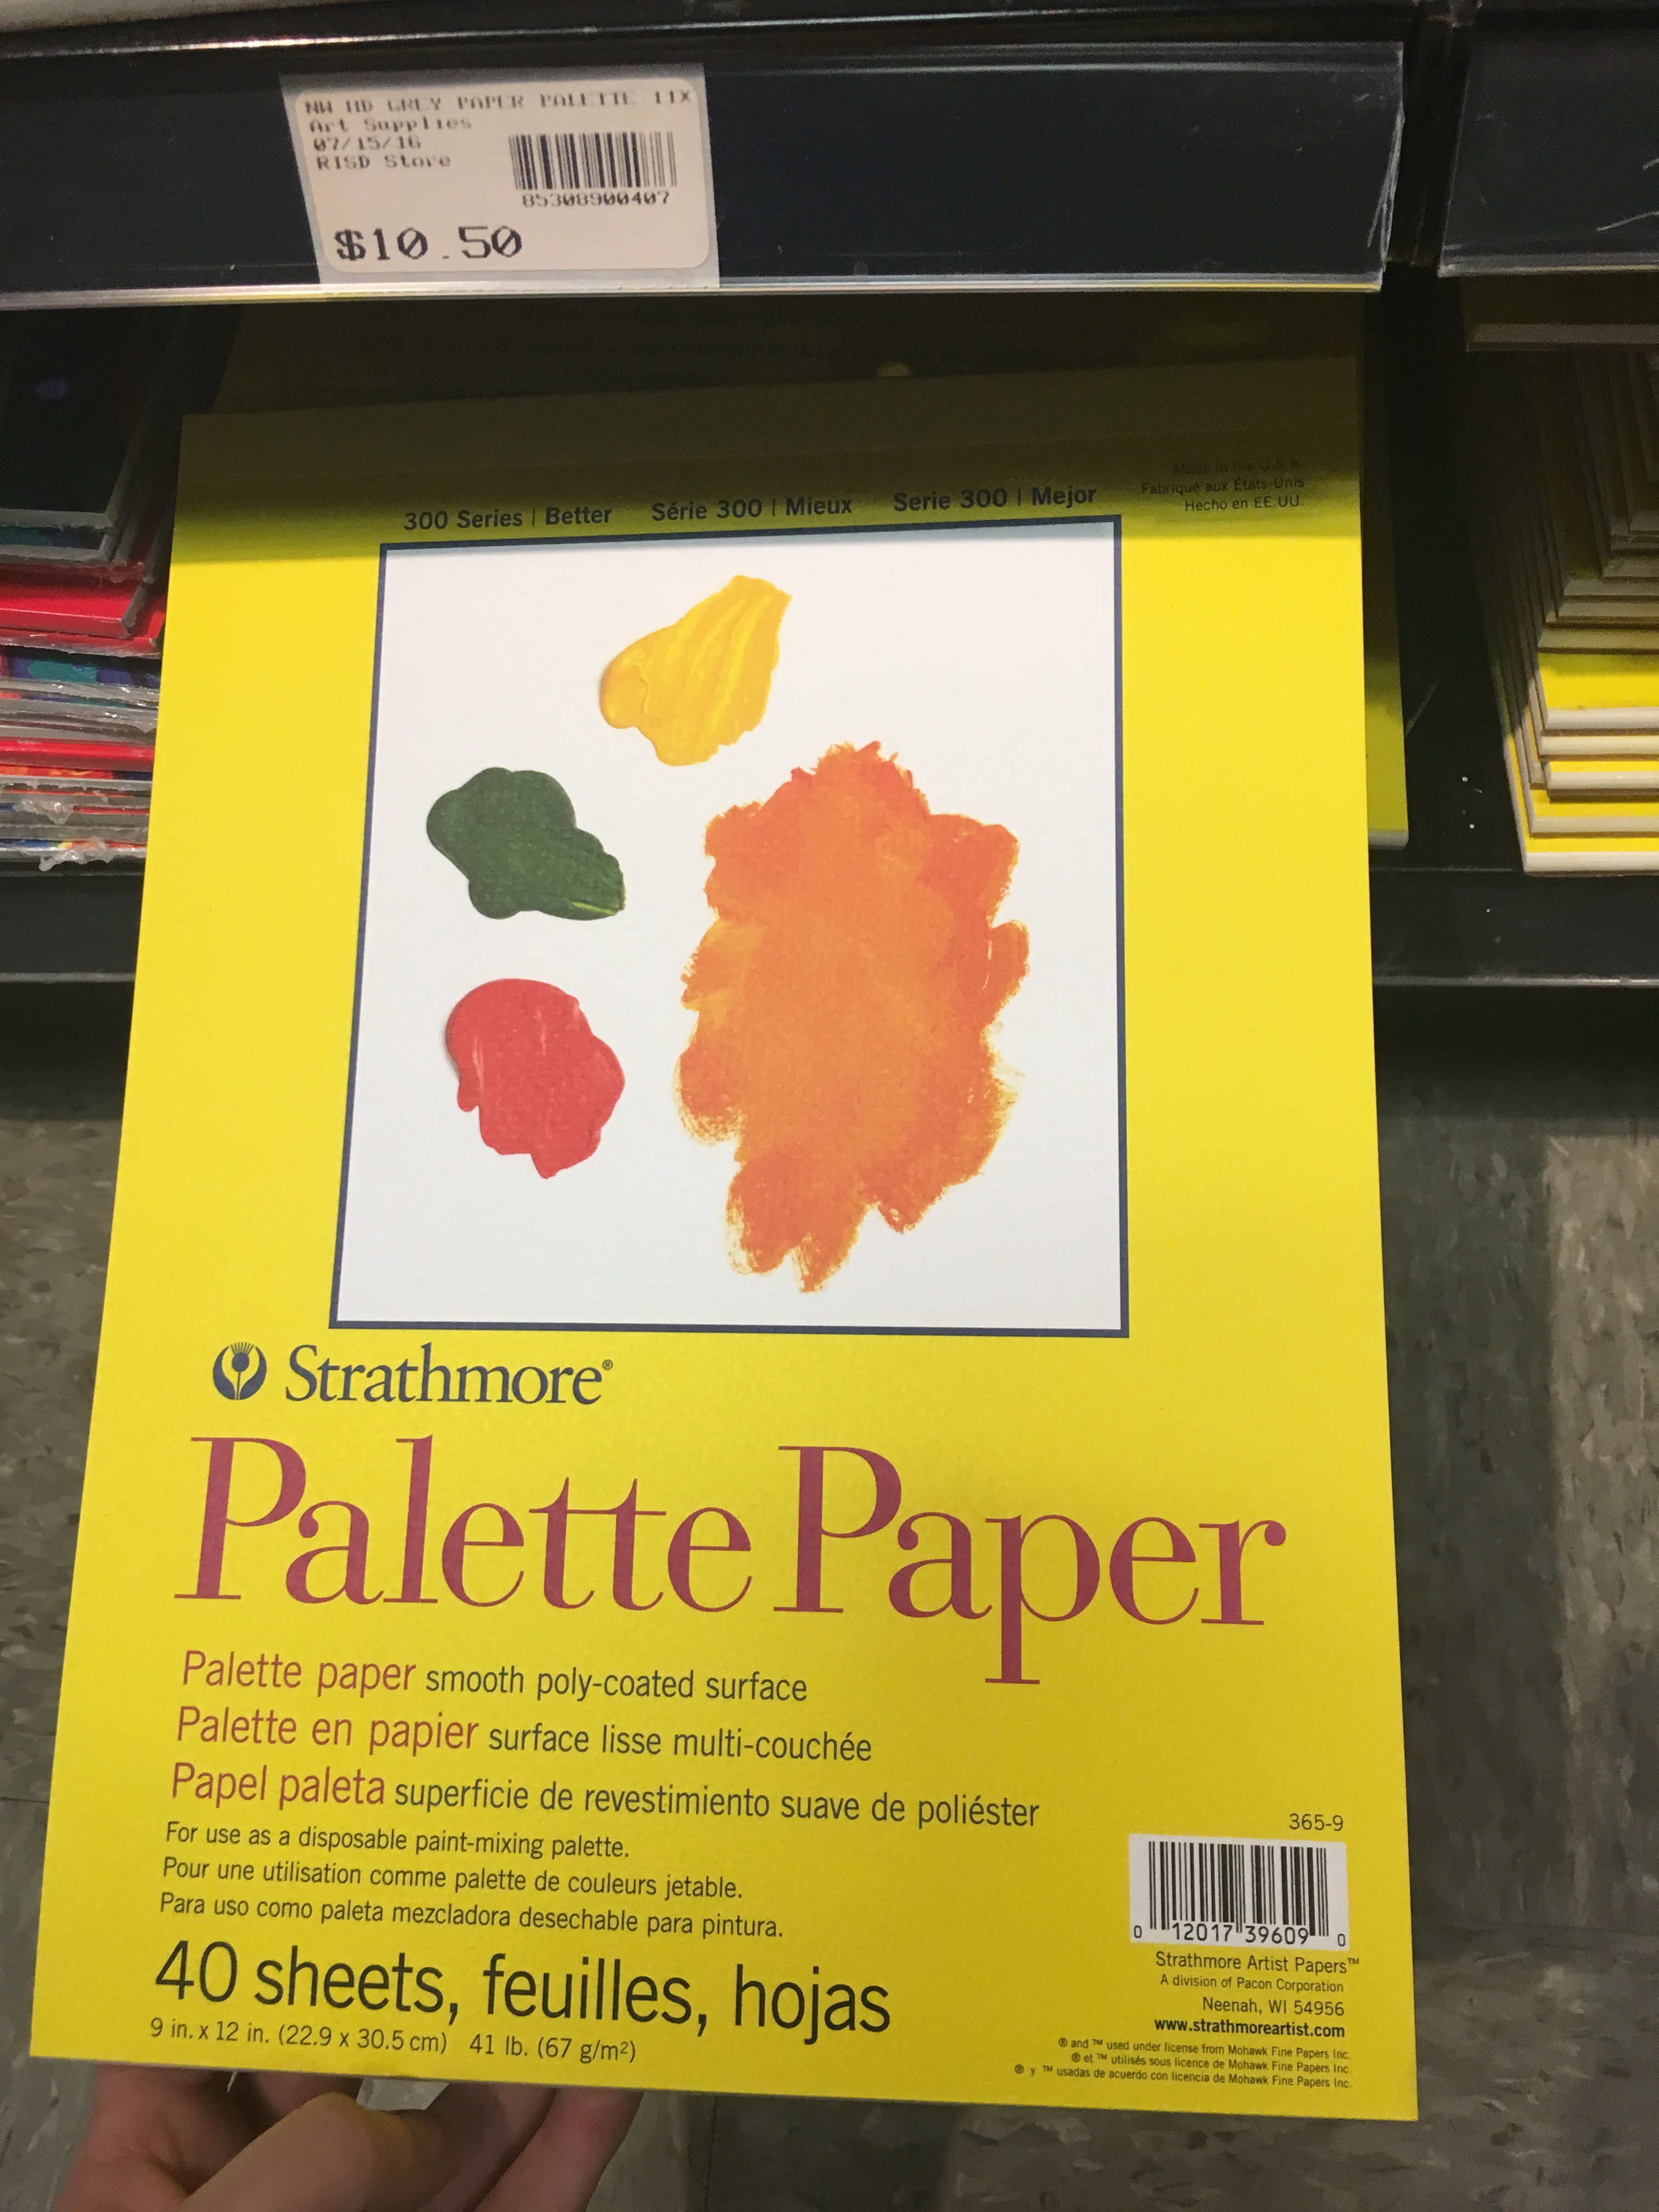 NW HD GREY PAPER PALETTE 11X
Art Supplies
07/15/16
RISD Store
85308900407
$10.50
300 Series | Better Série 300 | Mieux Serie 300 | Mejor
Made in the U.S.A.
Fabriqué aux États-Unis
Hecho en EE.UU.
Strathmore®
Palette Paper
Palette paper smooth poly-coated surface
Palette en papier surface lisse multi-couchée
Papel paleta superficie de revestimiento suave de poliéster
For use as a disposable paint-mixing palette.
Pour une utilisation comme palette de couleurs jetable.
Para uso como paleta mezcladora desechable para pintura.
40 sheets, feuilles, hojas
9 in. x 12 in. (22.9 x 30.5 cm) 41 lb. (67 g/m²)
365-9
0 12017 39609 0
Strathmore Artist Papers™
A division of Pacon Corporation
Neenah, WI 54956
www.strathmoreartist.com
® and ™ used under license from Mohawk Fine Papers Inc.
® et ™ utilisés sous licence de Mohawk Fine Papers Inc.
® y ™ usadas de acuerdo con licencia de Mohawk Fine Papers Inc.